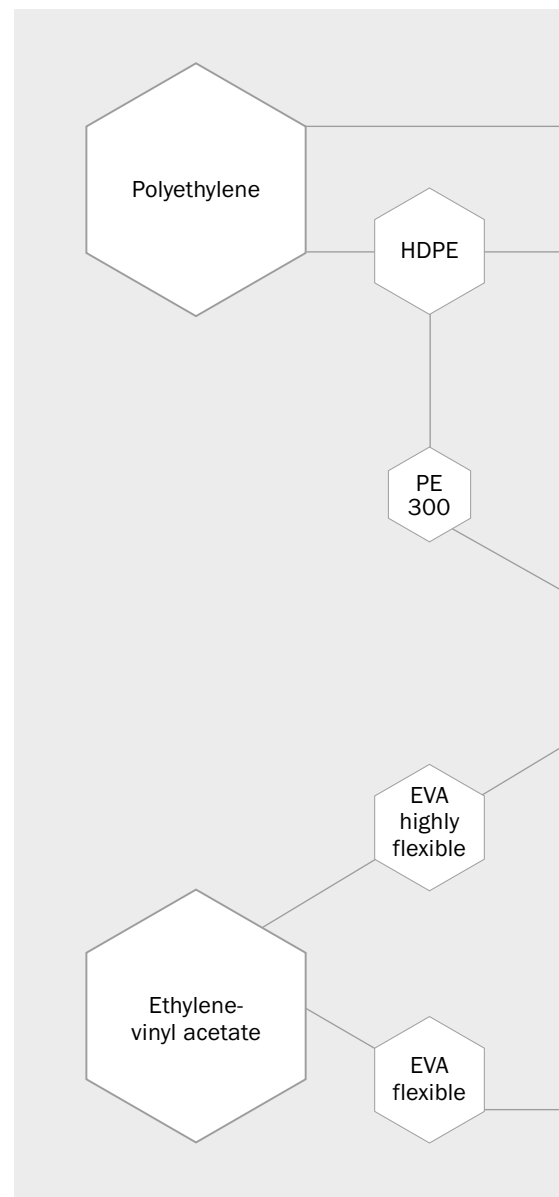 Polyethylene
HDPE
PE
300
EVA
highly
flexible
Ethylene-
vinyl acetate
EVA
flexible